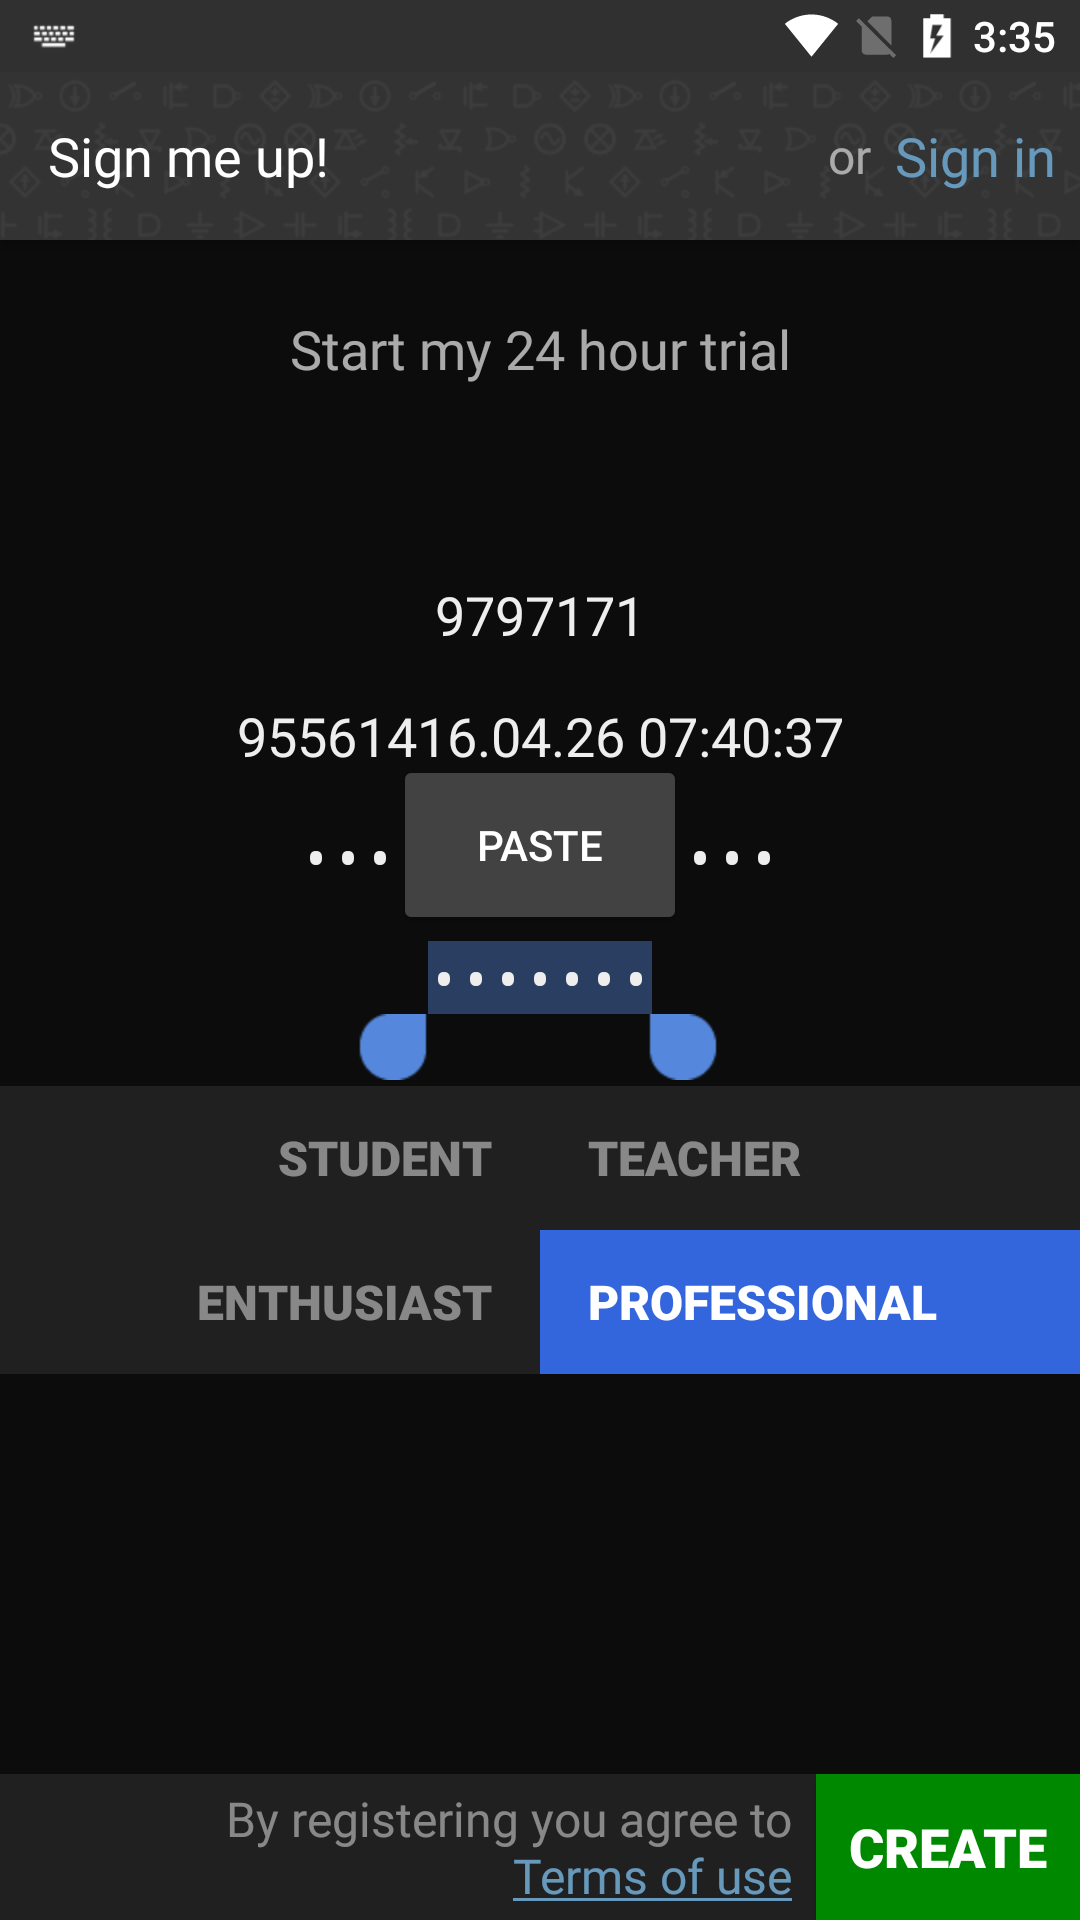 3:35
Sign me up!
or Sign in
Start my 24 hour trial
9797171
95561416.04.26 07:40:37
PASTE
STUDENT
TEACHER
ENTHUSIAST
PROFESSIONAL
By registering you agree to
Terms of use
CREATE